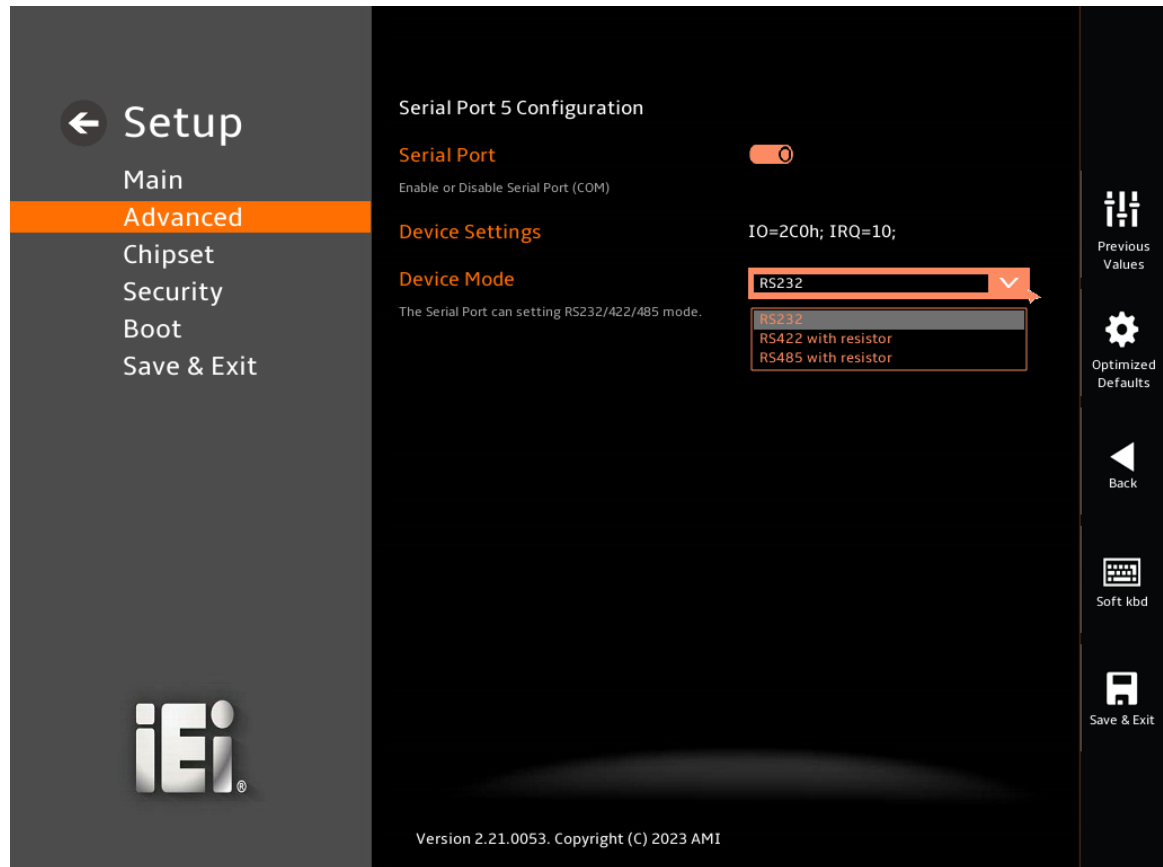 Setup
Main
Advanced
Chipset
Security
Boot
Save & Exit
iEi®
Serial Port 5 Configuration
Serial Port
Enable or Disable Serial Port (COM)
Device Settings
IO=2C0h; IRQ=10;
Device Mode
RS232
The Serial Port can setting RS232/422/485 mode.
RS232
RS422 with resistor
RS485 with resistor
Version 2.21.0053. Copyright (C) 2023 AMI
Previous
Values
Optimized
Defaults
Back
Soft kbd
Save & Exit